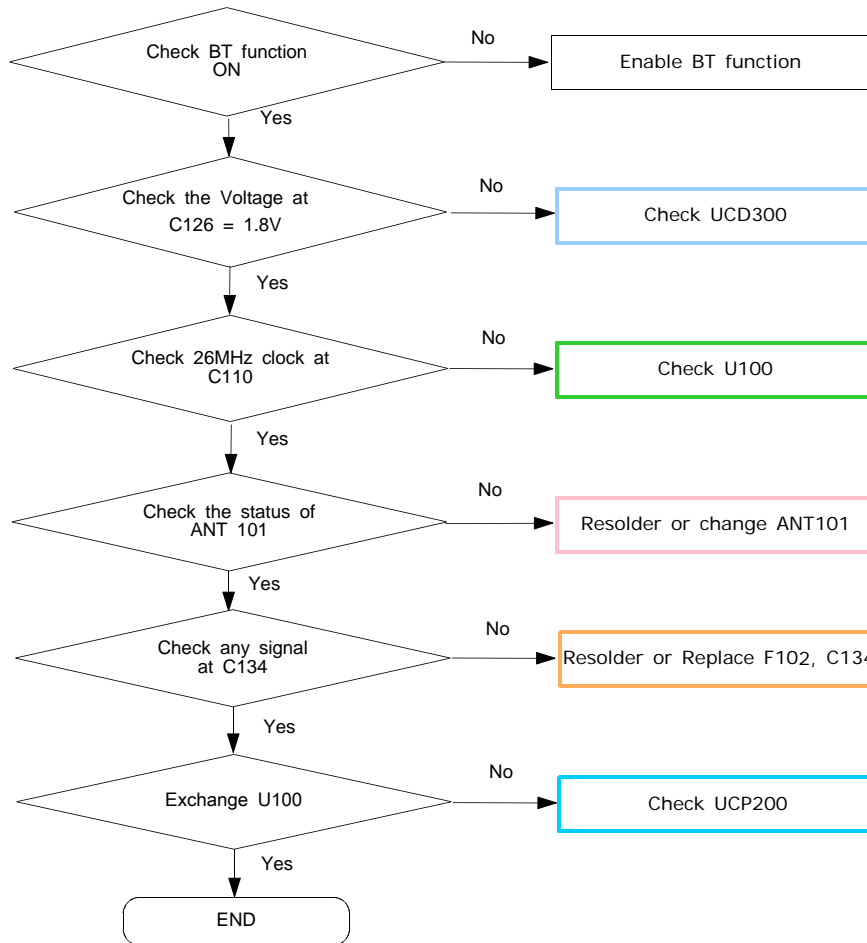 Check BT function
ON
No
Enable BT function
Yes
Check the Voltage at
C126 = 1.8V
No
Check UCD300
Yes
Check 26MHz clock at
C110
No
Check U100
Yes
Check the status of
ANT 101
No
Resolder or change ANT101
Yes
Check any signal
at C134
No
Resolder or Replace F102, C134
Yes
Exchange U100
No
Check UCP200
Yes
END